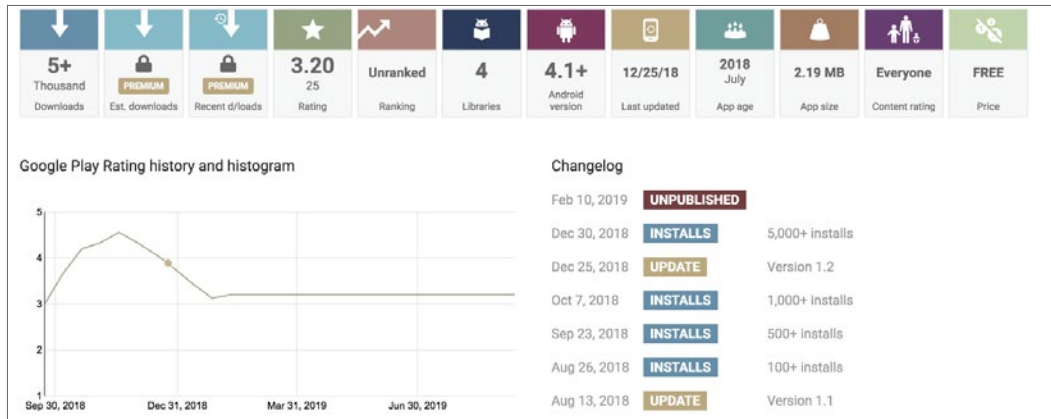 5+
Thousand
Downloads
PREMIUM
Est. downloads
PREMIUM
Recent d/loads
3.20
25
Rating
Unranked
Ranking
4
Libraries
4.1+
Android
version
12/25/18
Last updated
2018
July
App age
2.19 MB
App size
Everyone
Content rating
FREE
Price
Google Play Rating history and histogram
5
4
3
2
1
Sep 30, 2018
Dec 31, 2018
Mar 31, 2019
Jun 30, 2019
Changelog
Feb 10, 2019 UNPUBLISHED
Dec 30, 2018 INSTALLS 5,000+ installs
Dec 25, 2018 UPDATE Version 1.2
Oct 7, 2018 INSTALLS 1,000+ installs
Sep 23, 2018 INSTALLS 500+ installs
Aug 26, 2018 INSTALLS 100+ installs
Aug 13, 2018 UPDATE Version 1.1